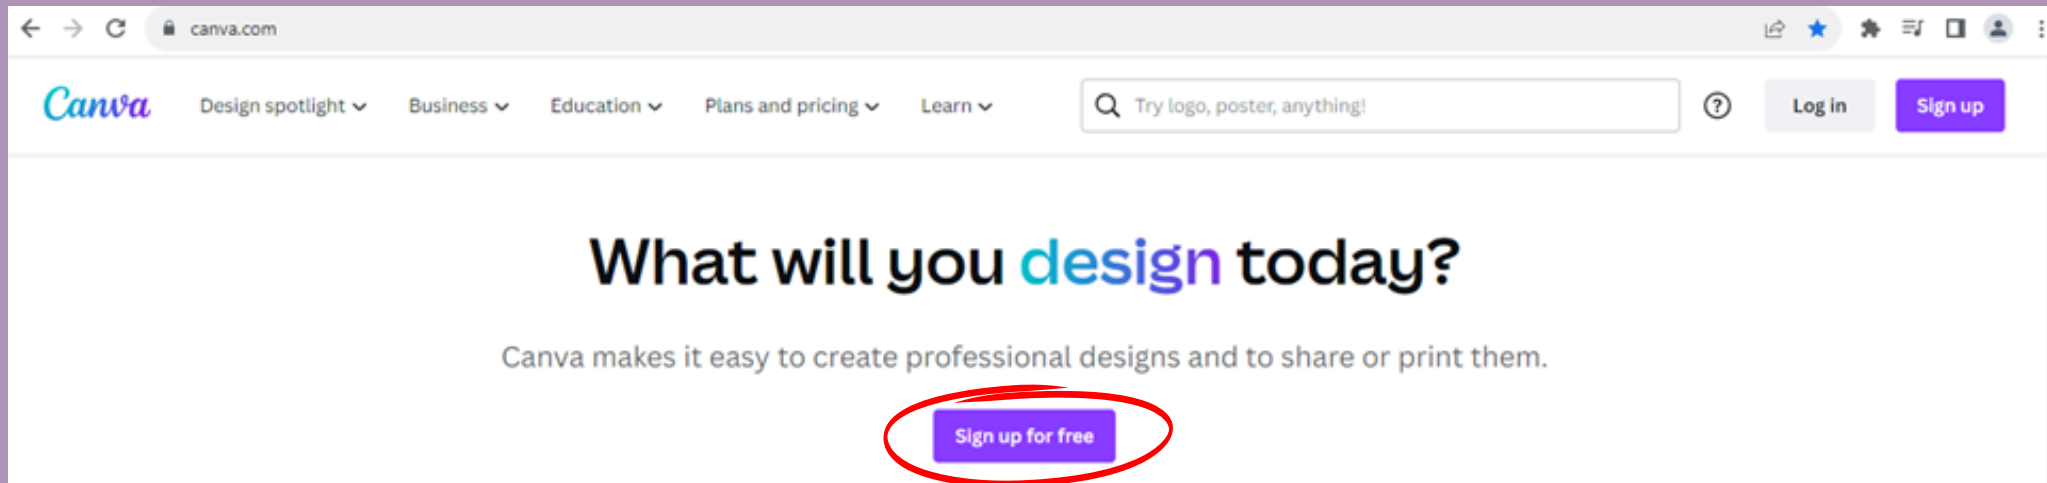 canva.com
Canva Design spotlight Business Education Plans and pricing Learn Try logo, poster, anything! Log in Sign up
What will you design today?
Canva makes it easy to create professional designs and to share or print them.
Sign up for free